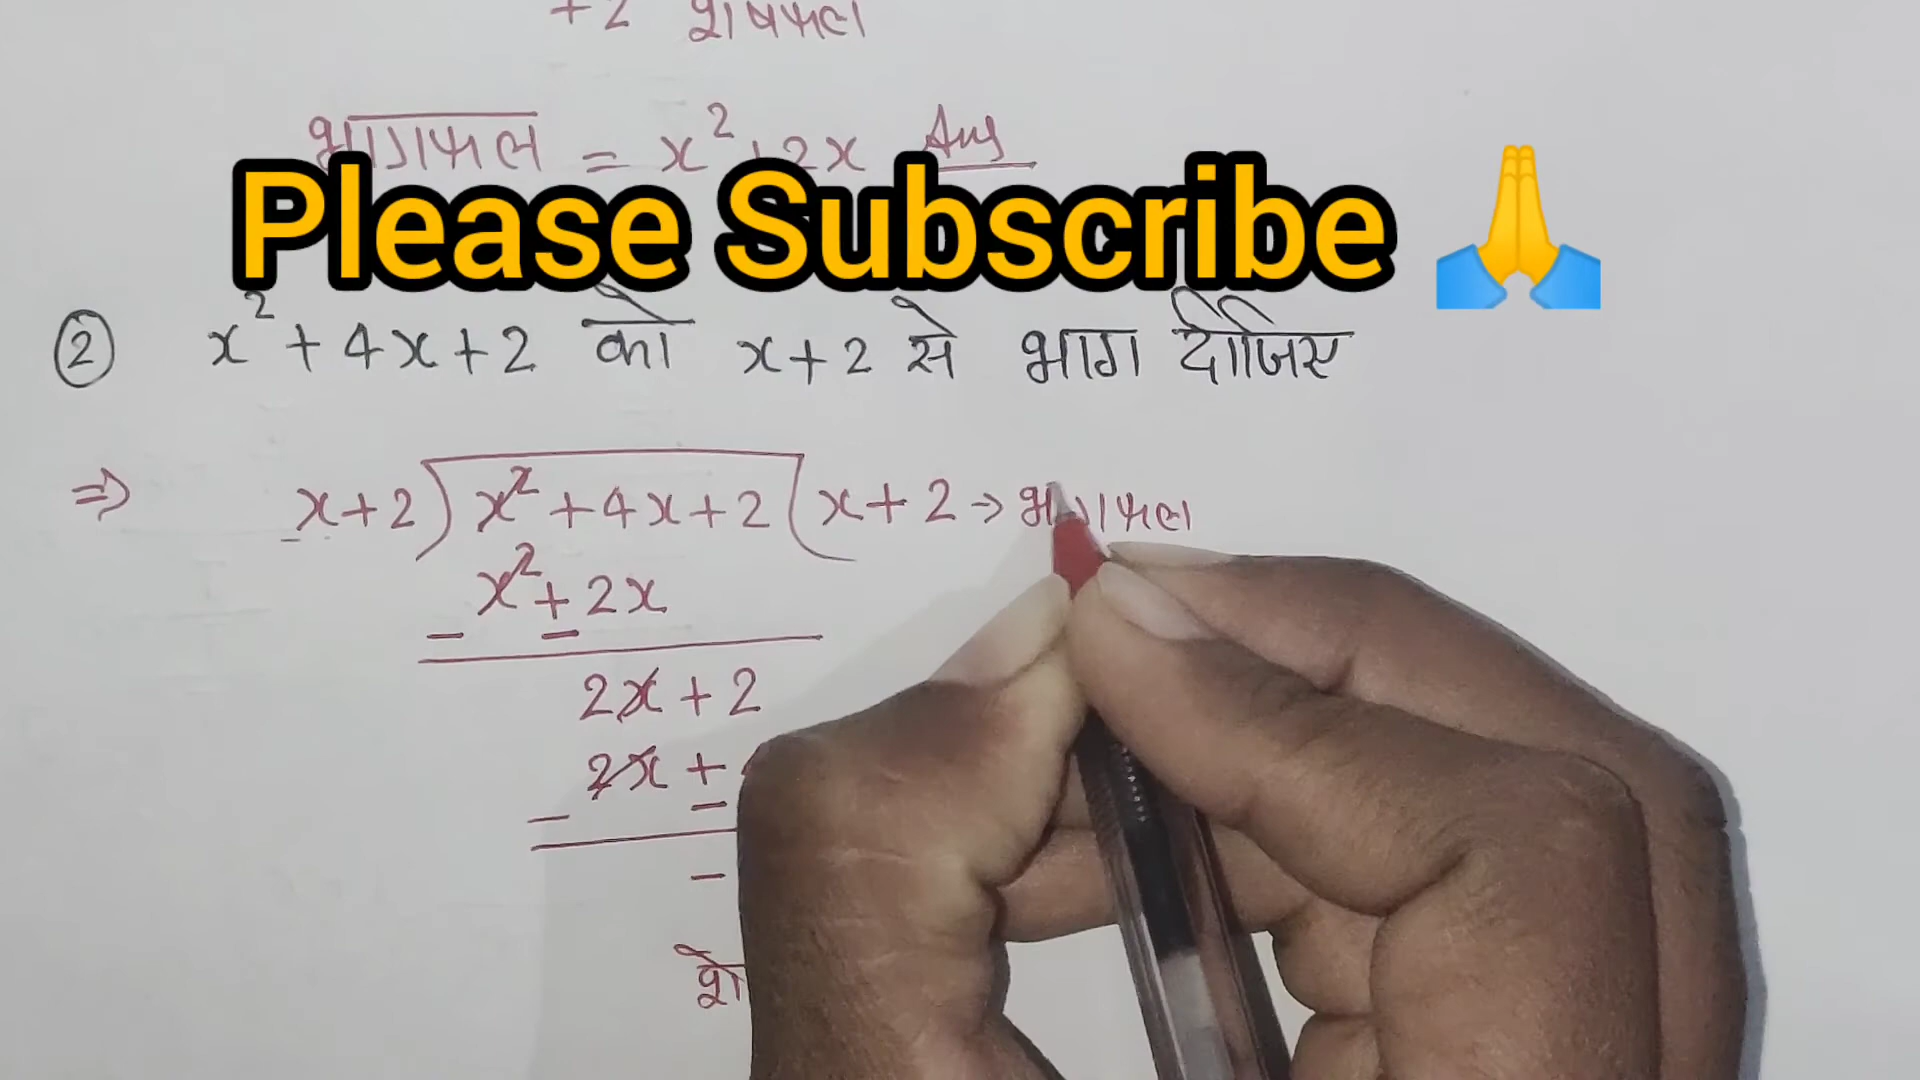 +2 शेषफल
भागफल = x²+2x Ans
Please Subscribe 🙏
② x²+4x+2 को x+2 से भाग दीजिए
⇒ x+2) x²+4x+2 (x+2 → भागफल
x²+2x
− −
2x+2
2x+
− −
−